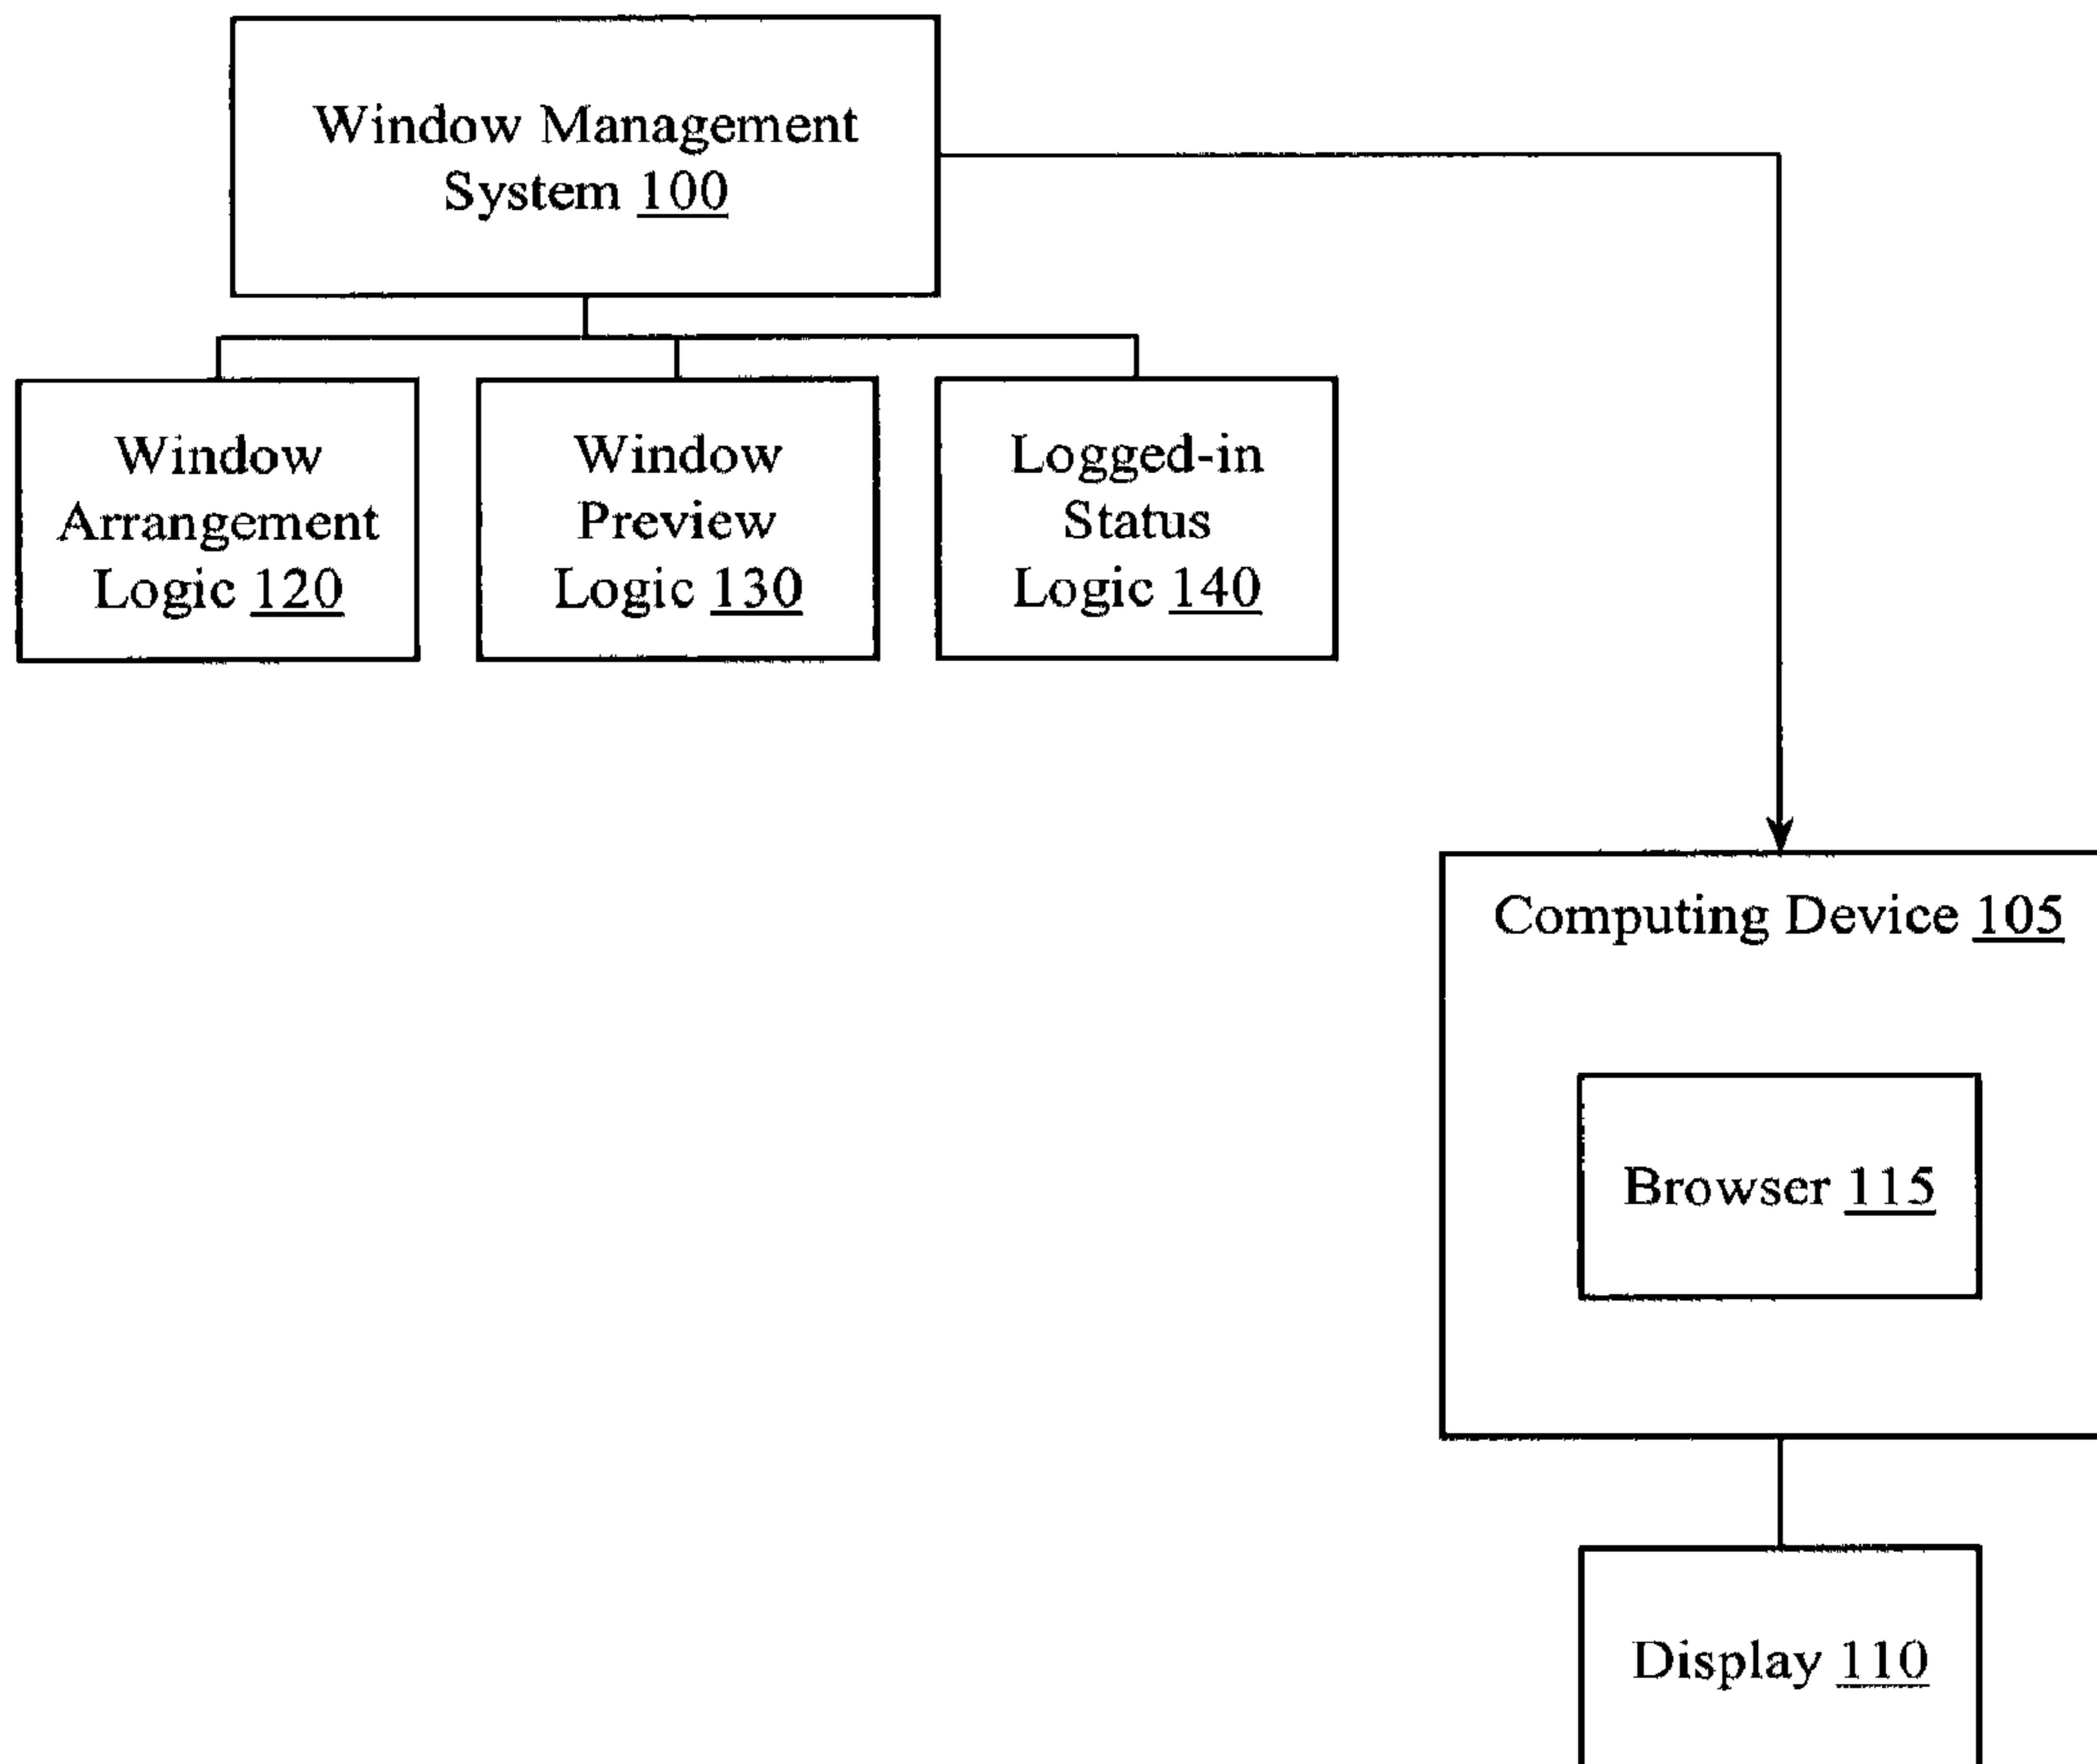 Window Management
System 100
Window
Arrangement
Logic 120
Window
Preview
Logic 130
Logged-in
Status
Logic 140
Computing Device 105
Browser 115
Display 110